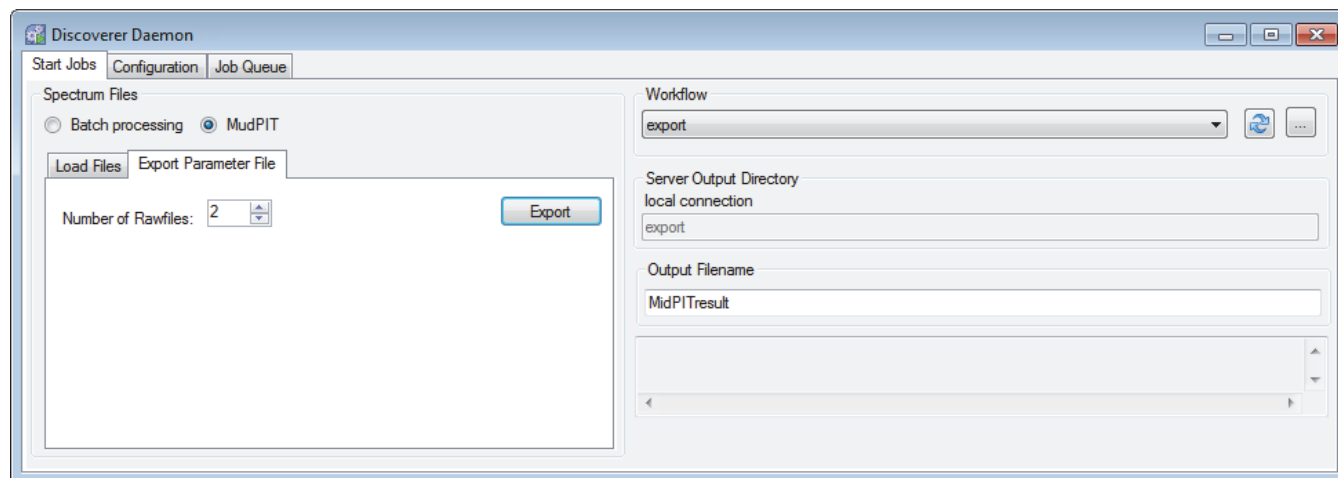 Discoverer Daemon
Start Jobs Configuration Job Queue
Spectrum Files
Batch processing MudPIT
Load Files Export Parameter File
Number of Rawfiles: 2 Export
Workflow
export ...
Server Output Directory
local connection
export
Output Filename
MidPITresult